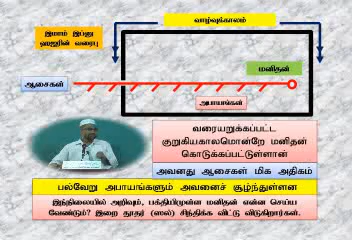 வாழ்வுக்காலம்
இமாம் இப்னு
ஹஜரின் வரைபு
மனிதன்
ஆசைகள்
அபாயங்கள்
வரையறுக்கப்பட்ட
குறுகியகாலமொன்றே மனிதன்
கொடுக்கப்பட்டுள்ளான்
அவனது ஆசைகள் மிக அதிகம்
பல்வேறு அபாயங்களும் அவனைச் சூழ்ந்துள்ளன
இந்நிலையில் அறிவும், பக்தியுமுள்ள மனிதன் என்ன செய்ய
வேண்டும்? இறை தூதர் (ஸல்) சிந்திக்க விட்டு விடுகிறார்கள்.